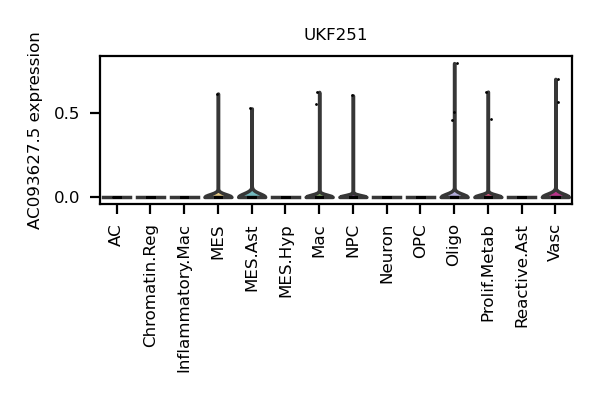 UKF251
AC093627.5 expression
0.5
0.0
AC
Chromatin.Reg
Inflammatory.Mac
MES
MES.Ast
MES.Hyp
Mac
NPC
Neuron
OPC
Oligo
Prolif.Metab
Reactive.Ast
Vasc